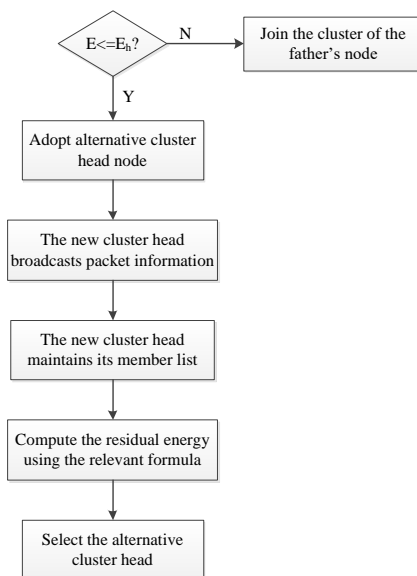 E<=Eh?
N
Join the cluster of the
father's node
Y
Adopt alternative cluster
head node
The new cluster head
broadcasts packet information
The new cluster head
maintains its member list
Compute the residual energy
using the relevant formula
Select the alternative
cluster head